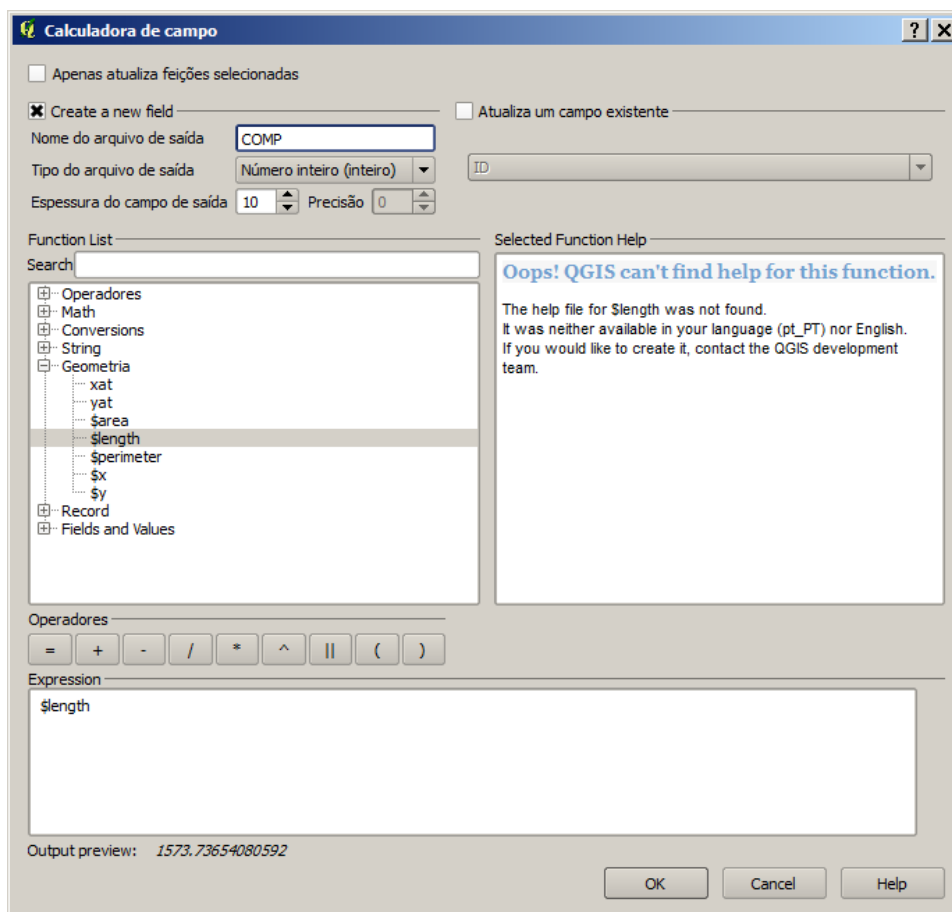 Calculadora de campo
Apenas atualiza feições selecionadas
Create a new field
Atualiza um campo existente
Nome do arquivo de saída COMP
Tipo do arquivo de saída Número inteiro (inteiro)
ID
Espessura do campo de saída 10 Precisão 0
Function List
Search
Operadores
Math
Conversions
String
Geometria
xat
yat
$area
$length
$perimeter
$x
$y
Record
Fields and Values
Selected Function Help
Oops! QGIS can't find help for this function.
The help file for $length was not found.
It was neither available in your language (pt_PT) nor English.
If you would like to create it, contact the QGIS development
team.
Operadores
= + - / * ^ || ( )
Expression
$length
Output preview: 1573.73654080592
OK Cancel Help